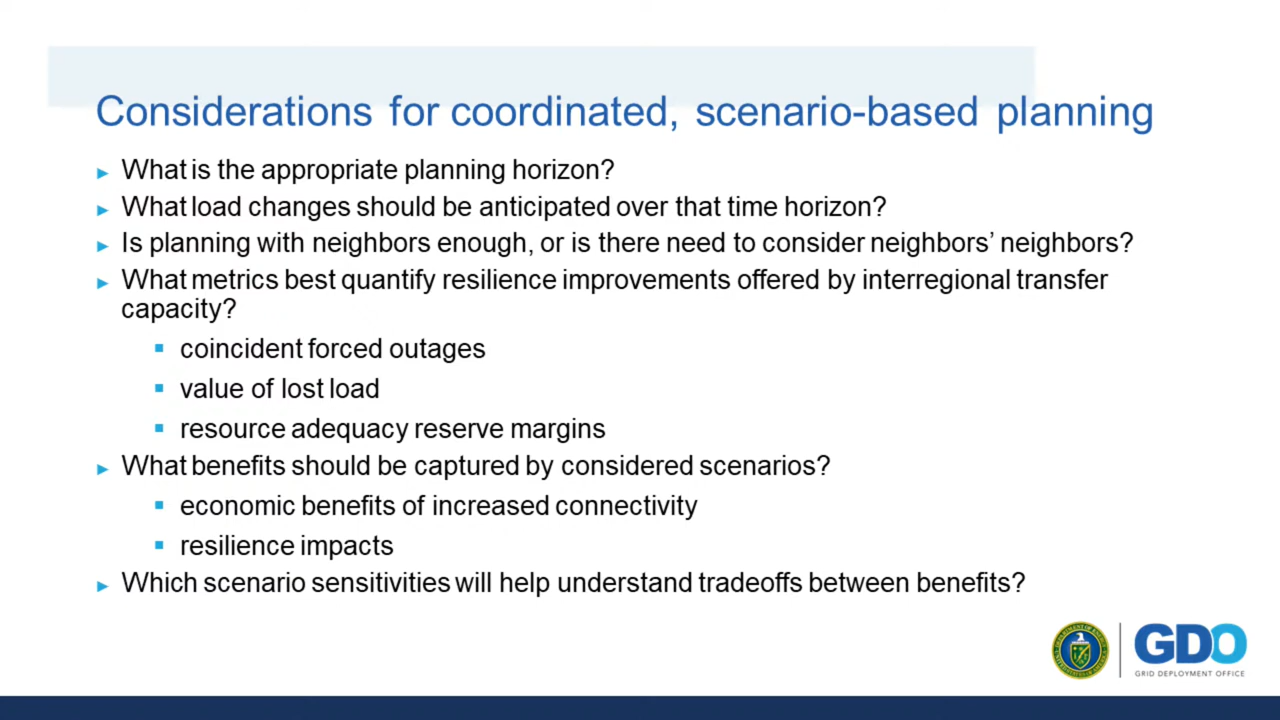 Considerations for coordinated, scenario-based planning
What is the appropriate planning horizon?
What load changes should be anticipated over that time horizon?
Is planning with neighbors enough, or is there need to consider neighbors’ neighbors?
What metrics best quantify resilience improvements offered by interregional transfer
capacity?
coincident forced outages
value of lost load
resource adequacy reserve margins
What benefits should be captured by considered scenarios?
economic benefits of increased connectivity
resilience impacts
Which scenario sensitivities will help understand tradeoffs between benefits?
GDO
GRID DEPLOYMENT OFFICE